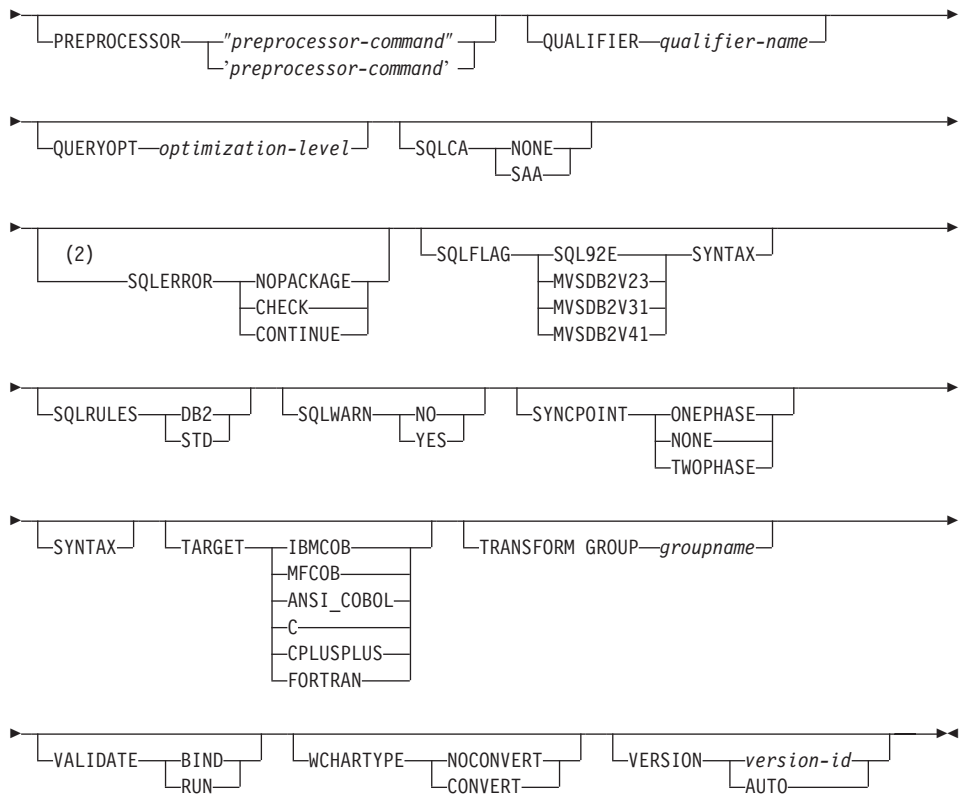 PREPROCESSOR "preprocessor-command" QUALIFIER qualifier-name
'preprocessor-command'
QUERYOPT optimization-level SQLCA NONE
SAA
(2)
SQLERROR NOPACKAGE SQLFLAG SQL92E SYNTAX
CHECK MVSDB2V23
CONTINUE MVSDB2V31
MVSDB2V41
SQLRULES DB2 SQLWARN NO SYNCPOINT ONEPHASE
STD YES NONE
TWOPHASE
SYNTAX TARGET IBMCOB TRANSFORM GROUP groupname
MFCOB
ANSI_COBOL
C
CPLUSPLUS
FORTRAN
VALIDATE BIND WCHARTYPE NOCONVERT VERSION version-id
RUN CONVERT AUTO